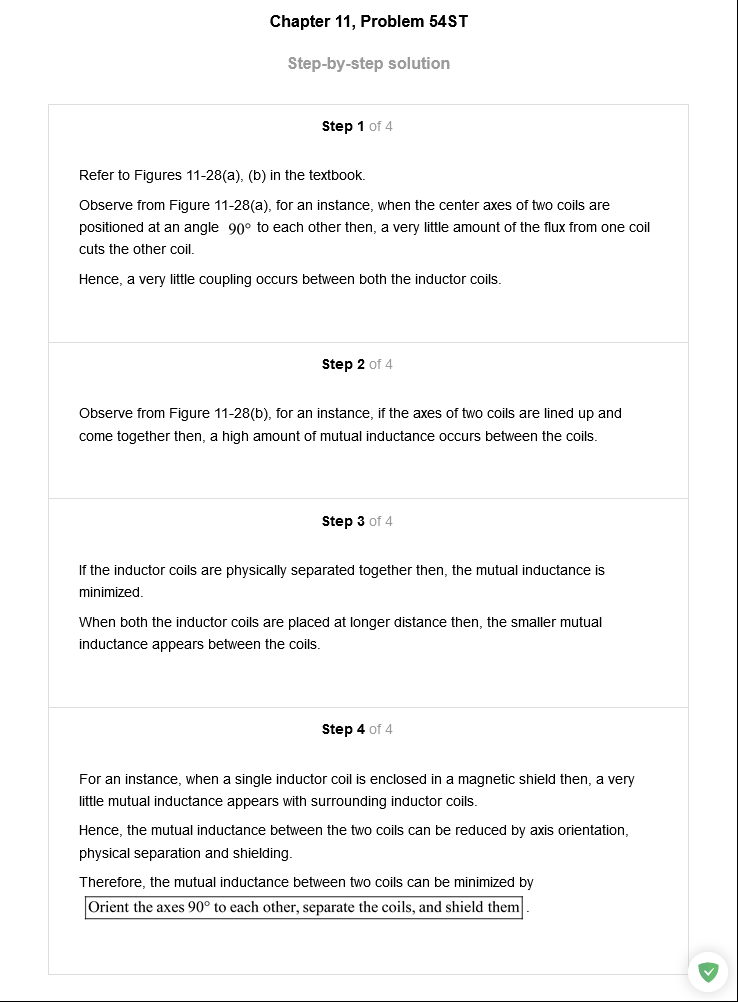 Chapter 11, Problem 54ST
Step-by-step solution
Step 1 of 4
Refer to Figures 11-28(a), (b) in the textbook.
Observe from Figure 11-28(a), for an instance, when the center axes of two coils are
positioned at an angle 90° to each other then, a very little amount of the flux from one coil
cuts the other coil.
Hence, a very little coupling occurs between both the inductor coils.
Step 2 of 4
Observe from Figure 11-28(b), for an instance, if the axes of two coils are lined up and
come together then, a high amount of mutual inductance occurs between the coils.
Step 3 of 4
If the inductor coils are physically separated together then, the mutual inductance is
minimized.
When both the inductor coils are placed at longer distance then, the smaller mutual
inductance appears between the coils.
Step 4 of 4
For an instance, when a single inductor coil is enclosed in a magnetic shield then, a very
little mutual inductance appears with surrounding inductor coils.
Hence, the mutual inductance between the two coils can be reduced by axis orientation,
physical separation and shielding.
Therefore, the mutual inductance between two coils can be minimized by
Orient the axes 90° to each other, separate the coils, and shield them .